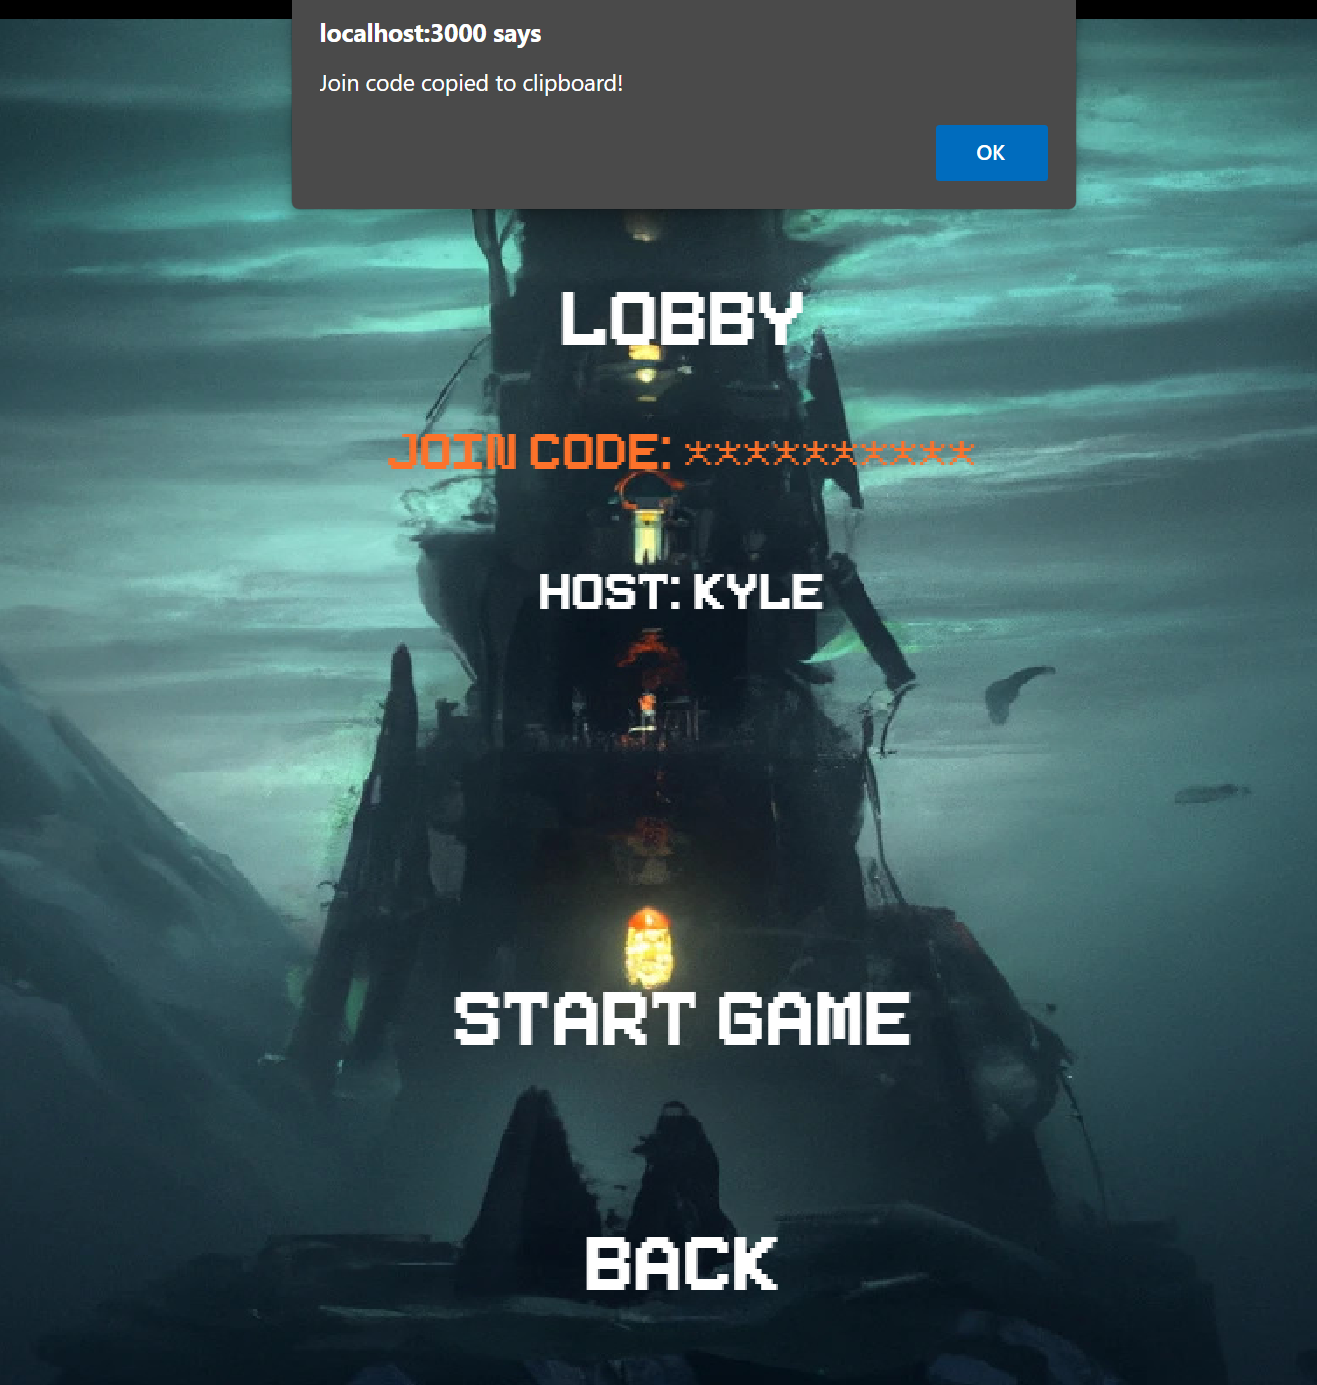 localhost:3000 says
Join code copied to clipboard!
OK
LOBBY
JOIN CODE: **********
HOST: KYLE
START GAME
BACK